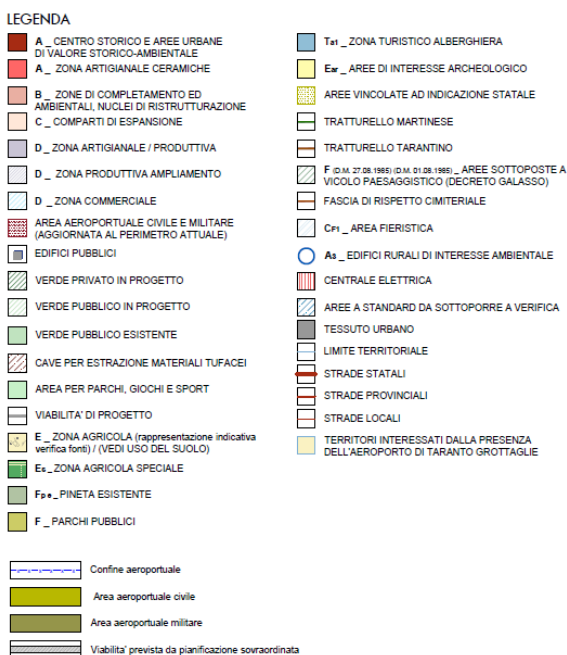 LEGENDA
A _ CENTRO STORICO E AREE URBANE
DI VALORE STORICO-AMBIENTALE
A _ ZONA ARTIGIANALE CERAMICHE
B _ ZONE DI COMPLETAMENTO ED
AMBIENTALI, NUCLEI DI RISTRUTTURAZIONE
C _ COMPARTI DI ESPANSIONE
D _ ZONA ARTIGIANALE / PRODUTTIVA
D _ ZONA PRODUTTIVA AMPLIAMENTO
D _ ZONA COMMERCIALE
AREA AEROPORTUALE CIVILE E MILITARE
(AGGIORNATA AL PERIMETRO ATTUALE)
EDIFICI PUBBLICI
VERDE PRIVATO IN PROGETTO
VERDE PUBBLICO IN PROGETTO
VERDE PUBBLICO ESISTENTE
CAVE PER ESTRAZIONE MATERIALI TUFACEI
AREA PER PARCHI, GIOCHI E SPORT
VIABILITA' DI PROGETTO
E _ ZONA AGRICOLA (rappresentazione indicativa
verifica fonti) / (VEDI USO DEL SUOLO)
Es _ ZONA AGRICOLA SPECIALE
Fpe _ PINETA ESISTENTE
F _ PARCHI PUBBLICI
Ta1 _ ZONA TURISTICO ALBERGHIERA
Ear _ AREE DI INTERESSE ARCHEOLOGICO
AREE VINCOLATE AD INDICAZIONE STATALE
TRATTURELLO MARTINESE
TRATTURELLO TARANTINO
F (D.M. 27.08.1985) (D.M. 01.08.1985) _ AREE SOTTOPOSTE A
VICOLO PAESAGGISTICO (DECRETO GALASSO)
FASCIA DI RISPETTO CIMITERIALE
CF1 _ AREA FIERISTICA
As _ EDIFICI RURALI DI INTERESSE AMBIENTALE
CENTRALE ELETTRICA
AREE A STANDARD DA SOTTOPORRE A VERIFICA
TESSUTO URBANO
LIMITE TERRITORIALE
STRADE STATALI
STRADE PROVINCIALI
STRADE LOCALI
TERRITORI INTERESSATI DALLA PRESENZA
DELL'AEROPORTO DI TARANTO GROTTAGLIE
Confine aeroportuale
Area aeroportuale civile
Area aeroportuale militare
Viabilita' prevista da pianificazione sovraordinata